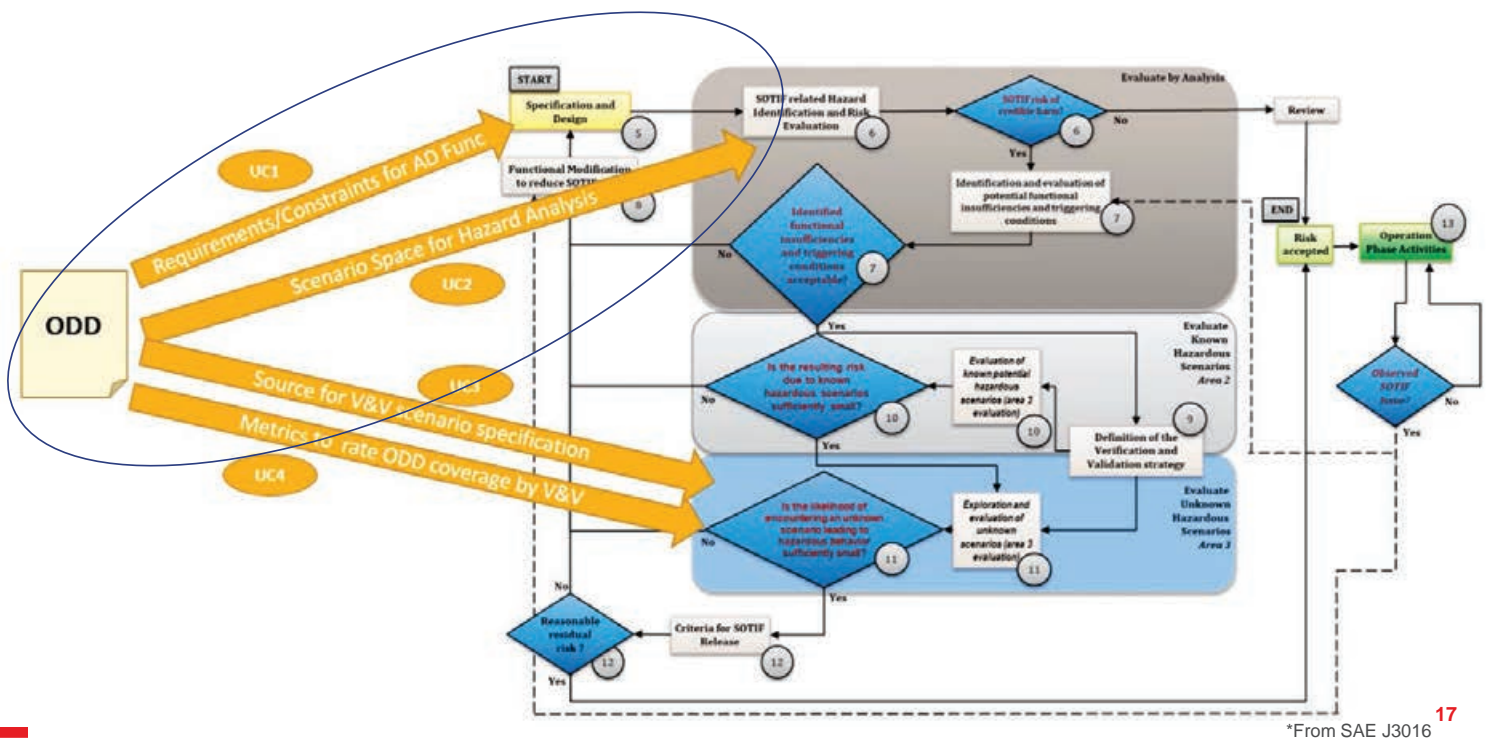 START
Evaluate by Analysis
Specification and
Design
5
SOTIF related Hazard
Identification and Risk
Evaluation
6
SOTIF risk of
credible harm?
6
No
Review
Yes
UC1
Requirements/Constraints for AD Func
Functional Modification
to reduce SOTIF
8
Scenario Space for Hazard Analysis
UC2
Identification and evaluation of
potential functional
insufficiencies and triggering
conditions
7
Identified
functional
insufficiencies
and triggering
conditions
acceptable?
7
No
Yes
END
Risk
accepted
Operation
Phase Activities
13
ODD
UC3
Source for V&V scenario specification
Metrics to rate ODD coverage by V&V
UC4
Is the resulting risk
due to known
hazardous scenarios
sufficiently small?
10
No
Yes
Evaluation of
known potential
hazardous
scenarios (area 3
evaluation)
10
Evaluate
Known
Hazardous
Scenarios
Area 2
9
Definition of the
Verification and
Validation strategy
Observed
SOTIF
Issue?
No
Yes
Is the likelihood of
encountering an unknown
scenario leading to
hazardous behavior
sufficiently small?
11
No
Yes
Exploration and
evaluation of
unknown
scenarios (area 3
evaluation)
11
Evaluate
Unknown
Hazardous
Scenarios
Area 3
No
Reasonable
residual
risk ?
12
Yes
Criteria for SOTIF
Release
12
17
*From SAE J3016